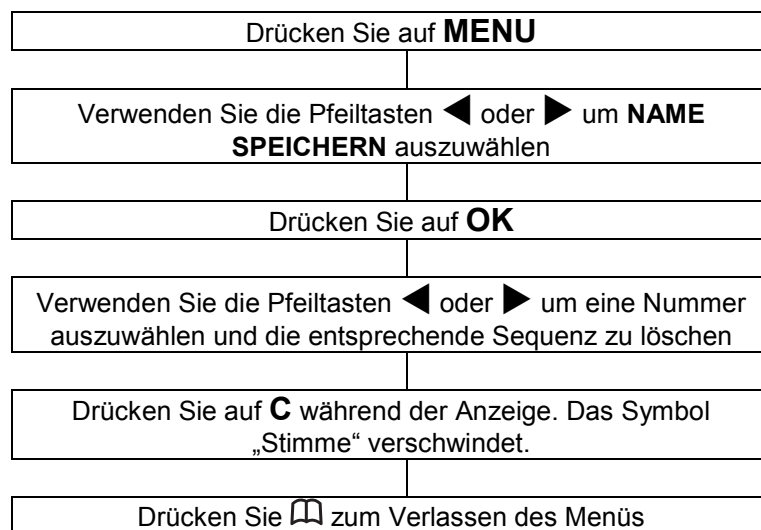 Drücken Sie auf MENU
Verwenden Sie die Pfeiltasten ◀ oder ▶ um NAME
SPEICHERN auszuwählen
Drücken Sie auf OK
Verwenden Sie die Pfeiltasten ◀ oder ▶ um eine Nummer
auszuwählen und die entsprechende Sequenz zu löschen
Drücken Sie auf C während der Anzeige. Das Symbol
„Stimme“ verschwindet.
Drücken Sie 🕮 zum Verlassen des Menüs